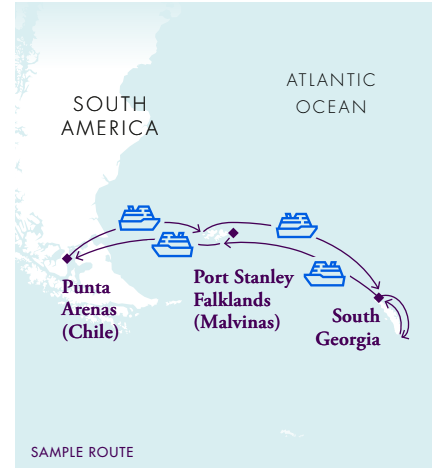 ATLANTIC
OCEAN
SOUTH
AMERICA
Punta
Arenas
(Chile)
Port Stanley
Falklands
(Malvinas)
South
Georgia
SAMPLE ROUTE